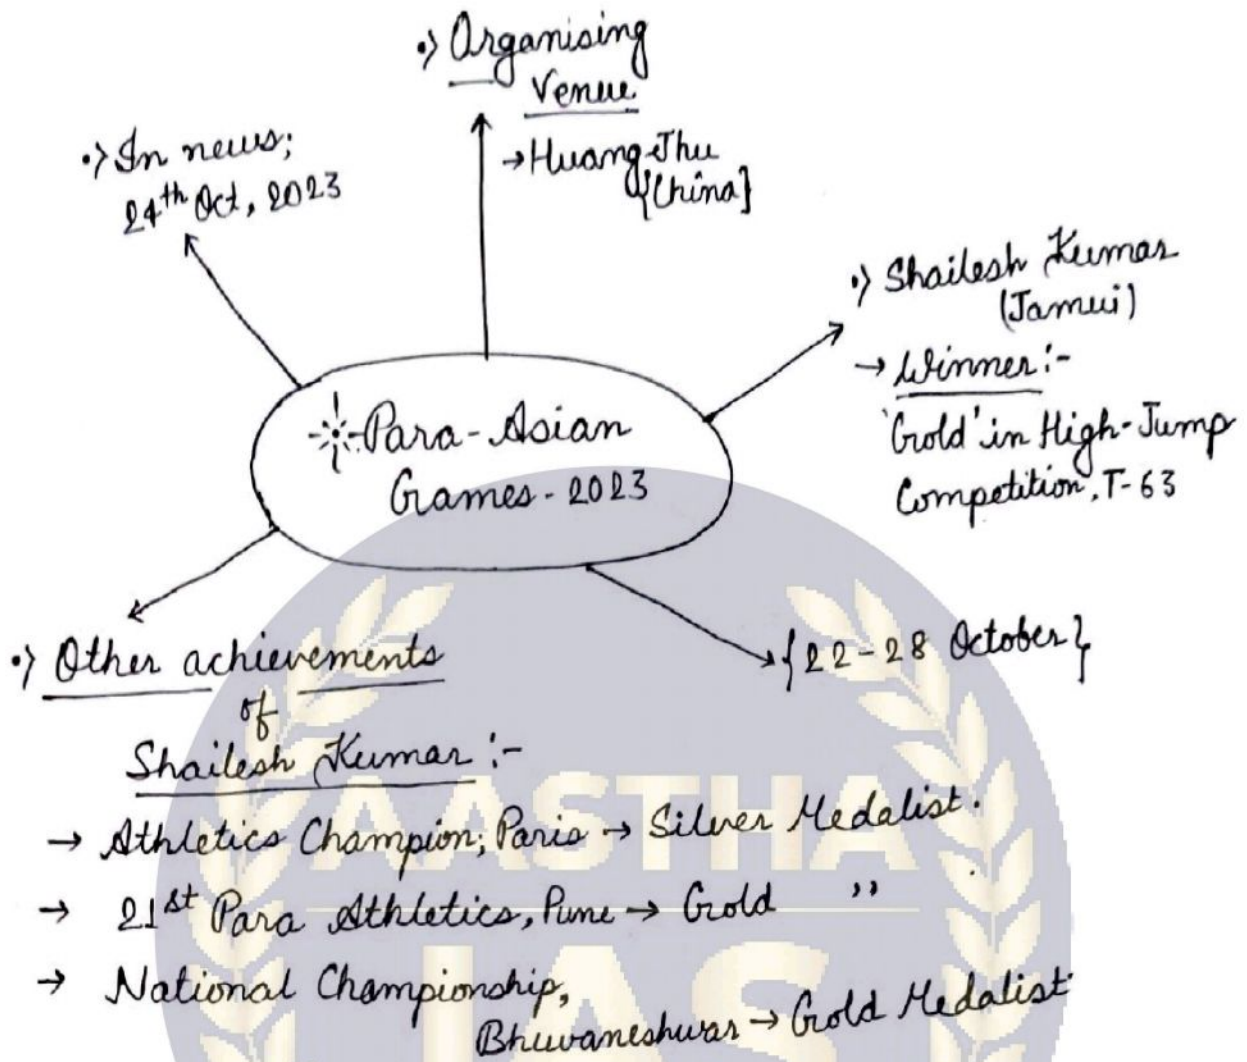 •) Organising
Venue
→ Huang-Jhu
{China]
•) In news;
24th Oct, 2023
•) Shailesh Kumar
(Jamui)
→ Winner:-
'Gold' in High-Jump
Competition, T-63
Para-Asian
Games - 2023
{22-28 October}
•) Other achievements
of
Shailesh Kumar :-
→ Athletics Champion; Paris → Silver Medalist.
→ 21st Para Athletics, Pune → Gold ”
→ National Championship,
Bhuvaneshwar → Gold Medalist
AASTHA
IAS